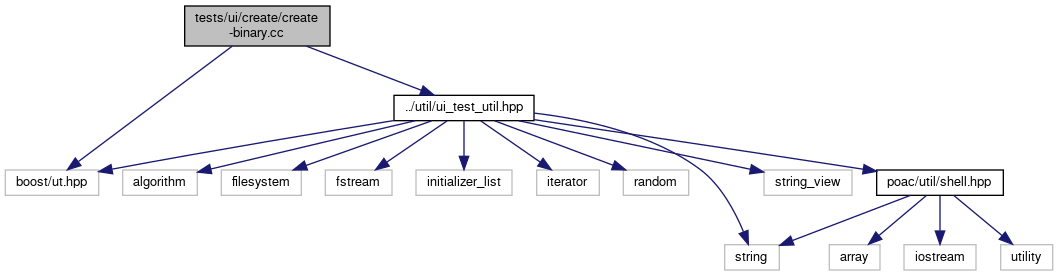 tests/ui/create/create
-binary.cc
../util/ui_test_util.hpp
boost/ut.hpp
algorithm
filesystem
fstream
initializer_list
iterator
random
string_view
poac/util/shell.hpp
string
array
iostream
utility